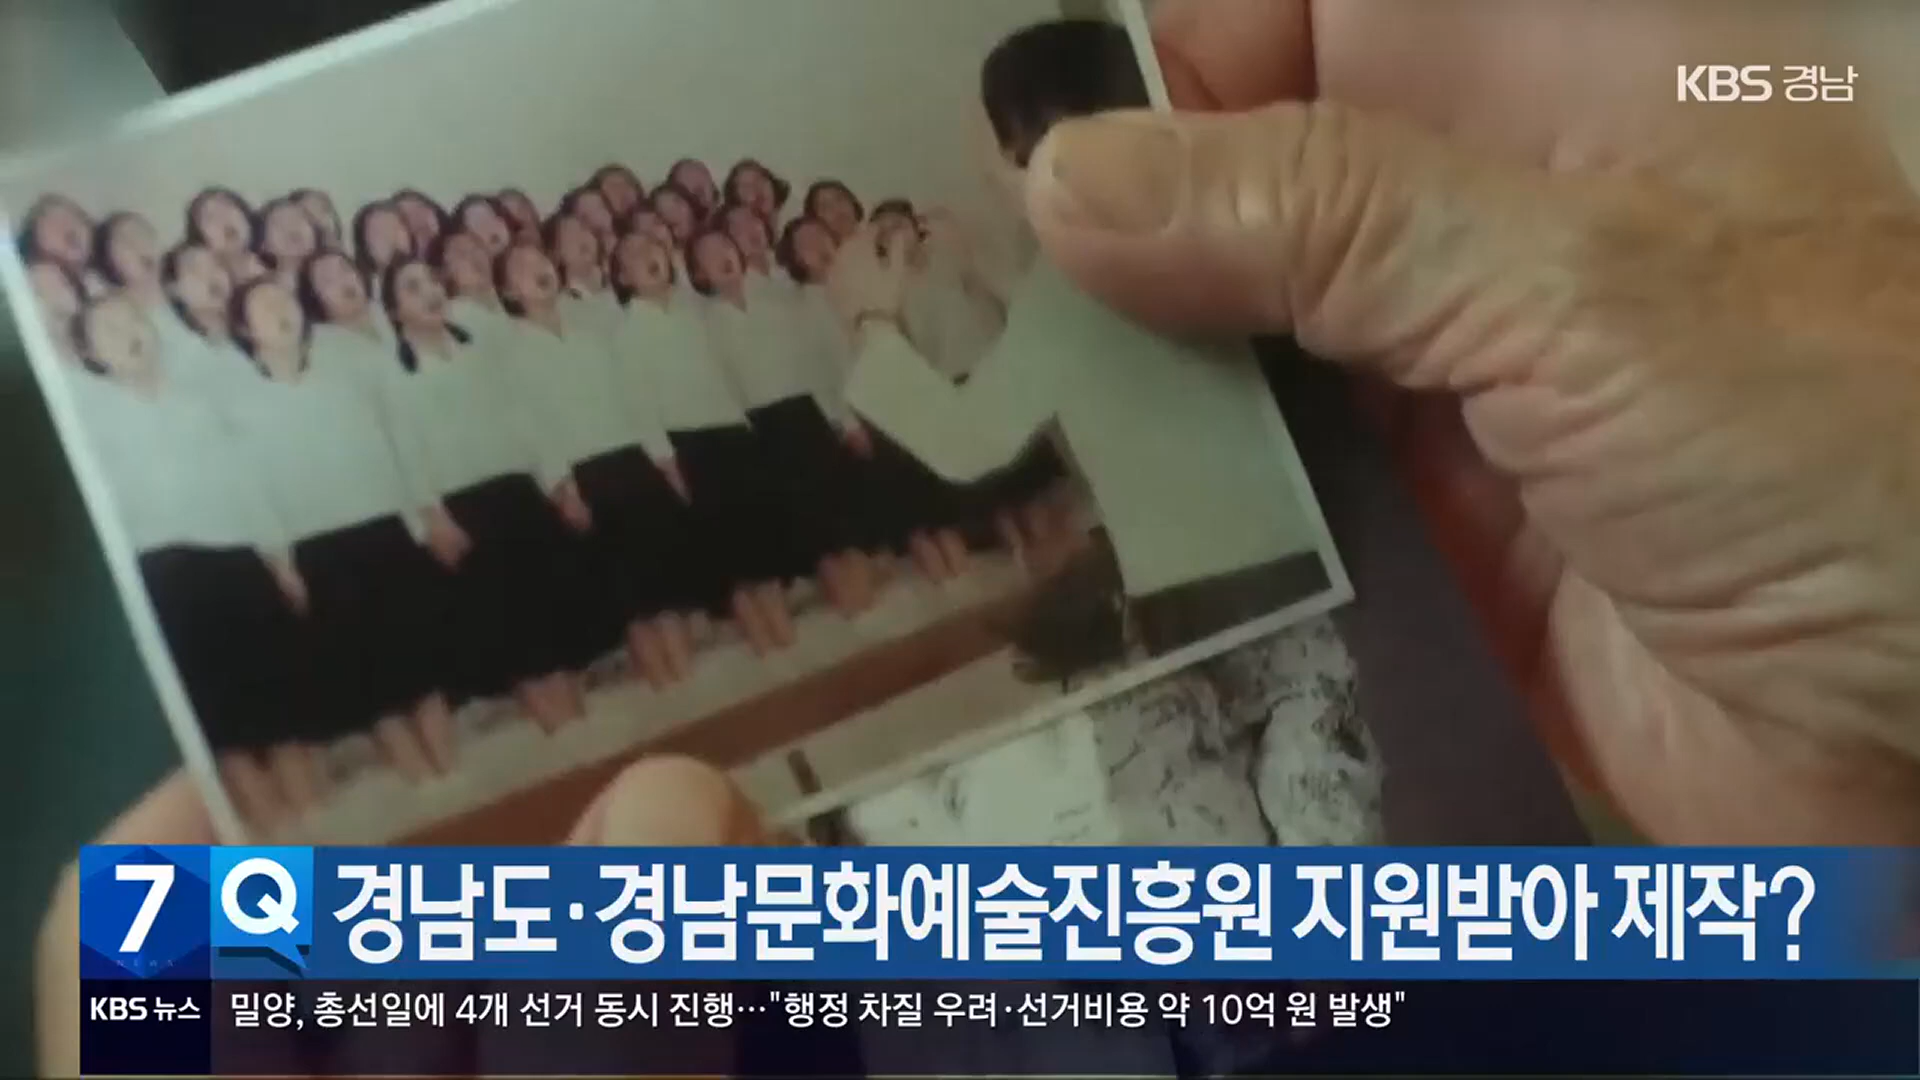 KBS 경남
7 Q 경남도·경남문화예술진흥원 지원받아 제작?
NEWS
KBS 뉴스 밀양, 총선일에 4개 선거 동시 진행…"행정 차질 우려·선거비용 약 10억 원 발생"